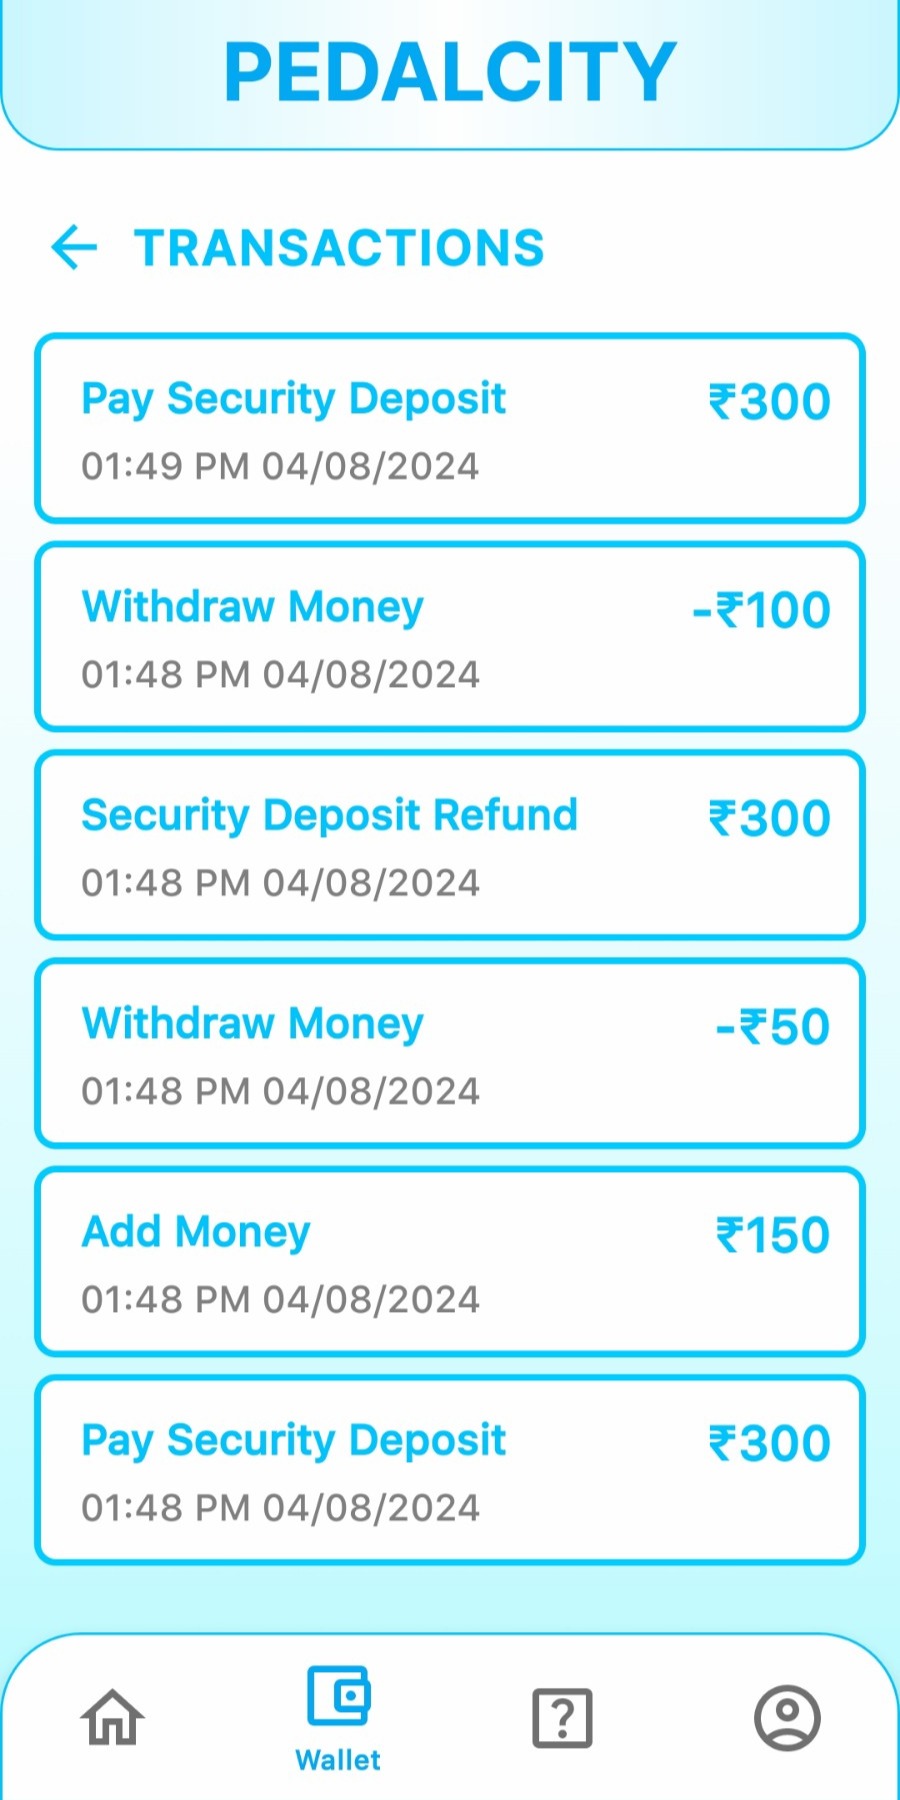 PEDALCITY
TRANSACTIONS
Pay Security Deposit ₹300
01:49 PM 04/08/2024
Withdraw Money -₹100
01:48 PM 04/08/2024
Security Deposit Refund ₹300
01:48 PM 04/08/2024
Withdraw Money -₹50
01:48 PM 04/08/2024
Add Money ₹150
01:48 PM 04/08/2024
Pay Security Deposit ₹300
01:48 PM 04/08/2024
Wallet